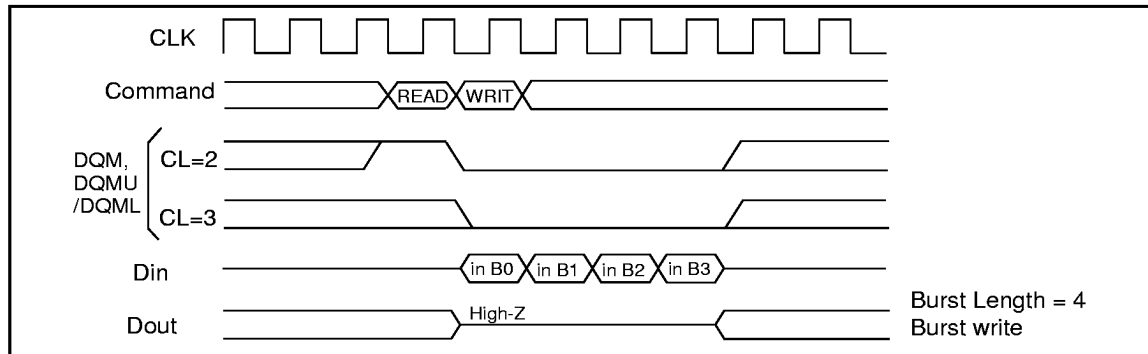 CLK
Command
READ WRIT
DQM,
DQMU
/DQML
CL=2
CL=3
Din
in B0 in B1 in B2 in B3
Dout
High-Z
Burst Length = 4
Burst write